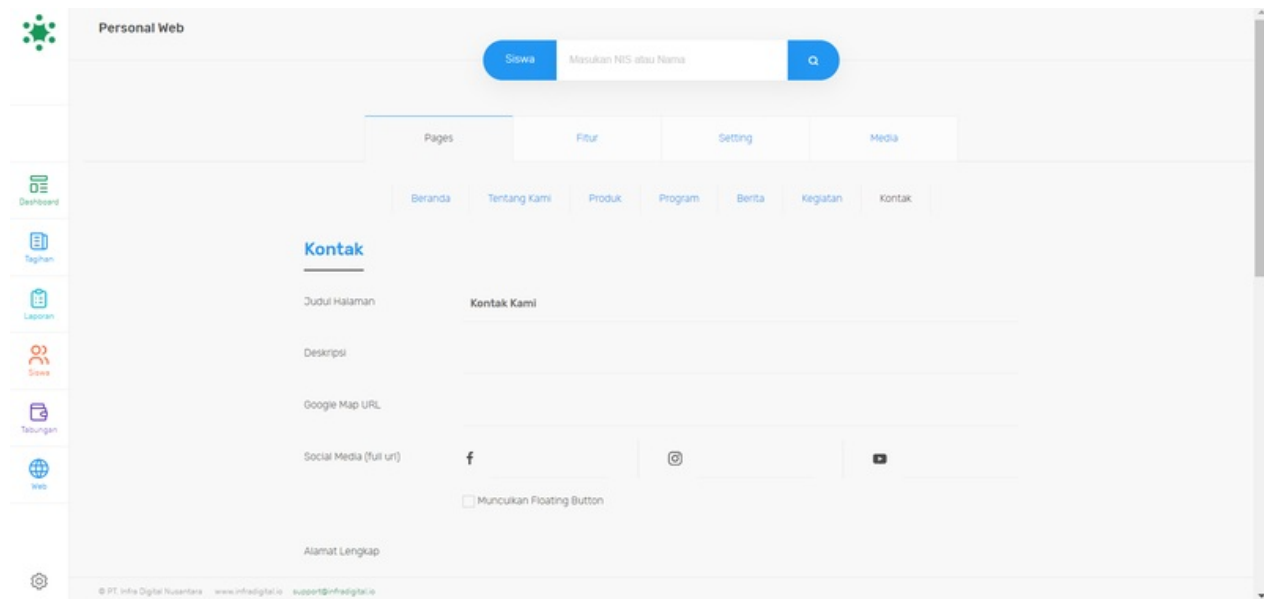 Personal Web
Siswa Masukan NIS atau Nama
Pages Fitur Setting Media
Beranda Tentang Kami Produk Program Berita Kegiatan Kontak
Dashboard
Tagihan
Laporan
Siswa
Tabungan
Web
Kontak
Judul Halaman Kontak Kami
Deskripsi
Google Map URL
Social Media (full url)
Munculkan Floating Button
Alamat Lengkap
© PT. Infra Digital Nusantara www.infradigital.io support@infradigital.io